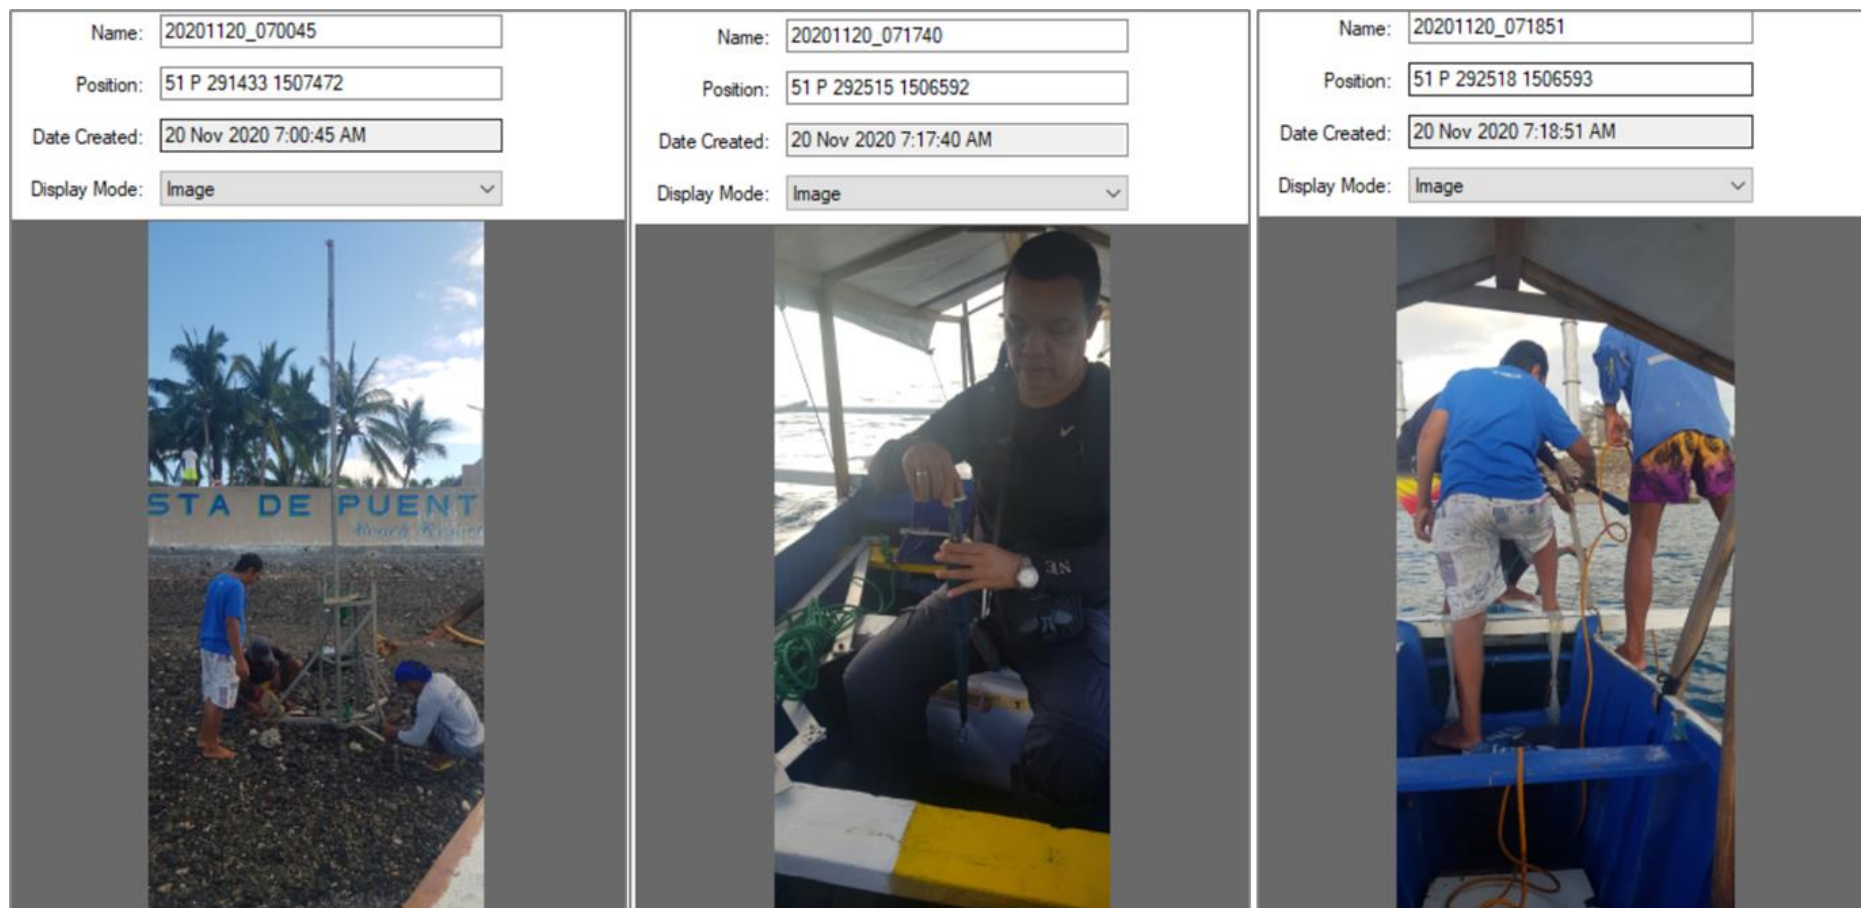 Name: 20201120_070045
Position: 51 P 291433 1507472
Date Created: 20 Nov 2020 7:00:45 AM
Display Mode: Image
STA DE PUENT
Beach Resort
Name: 20201120_071740
Position: 51 P 292515 1506592
Date Created: 20 Nov 2020 7:17:40 AM
Display Mode: Image
Name: 20201120_071851
Position: 51 P 292518 1506593
Date Created: 20 Nov 2020 7:18:51 AM
Display Mode: Image